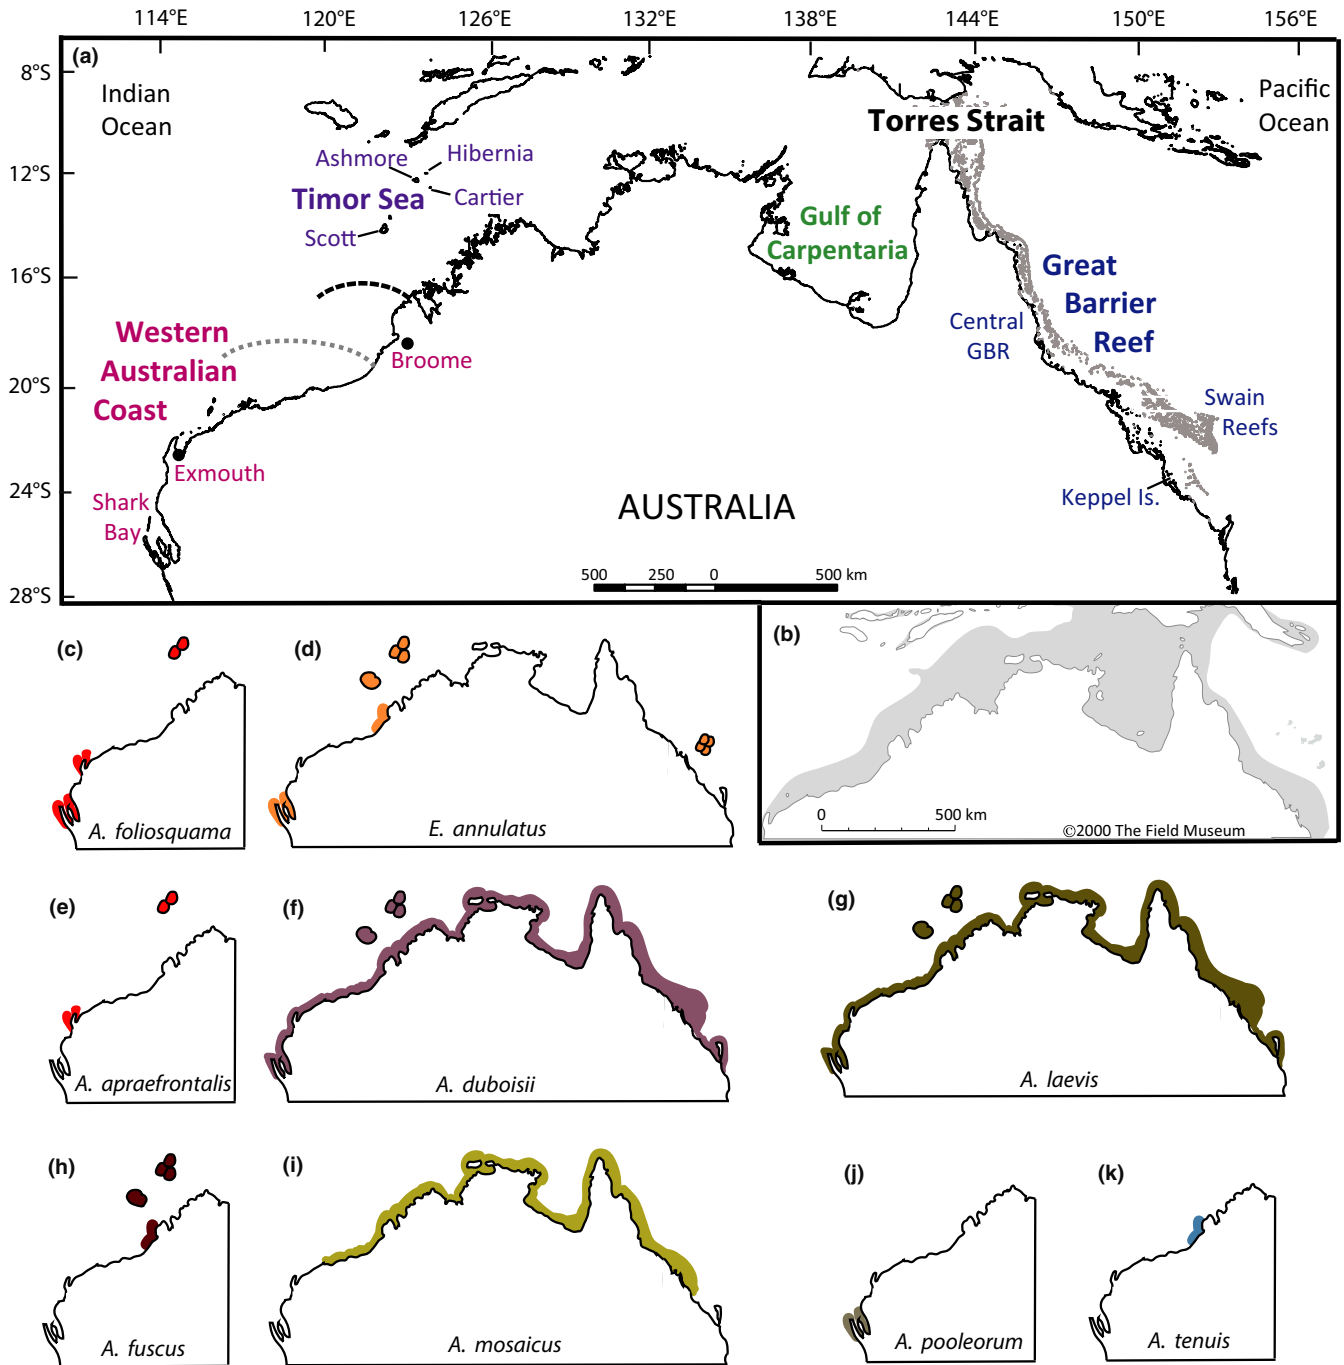 114°E 120°E 126°E 132°E 138°E 144°E 150°E 156°E
(a)
8°S
12°S
16°S
20°S
24°S
28°S
Indian
Ocean
Pacific
Ocean
Torres Strait
Ashmore
Hibernia
Timor Sea
Cartier
Scott
Gulf of
Carpentaria
Great
Barrier
Reef
Central
GBR
Western
Australian
Coast
Broome
Swain
Reefs
Exmouth
Keppel Is.
Shark
Bay
AUSTRALIA
500 250 0 500 km
(b)
0 500 km
©2000 The Field Museum
(c)
A. foliosquama
(d)
E. annulatus
(e)
A. apraefrontalis
(f)
A. duboisii
(g)
A. laevis
(h)
A. fuscus
(i)
A. mosaicus
(j)
A. pooleorum
(k)
A. tenuis